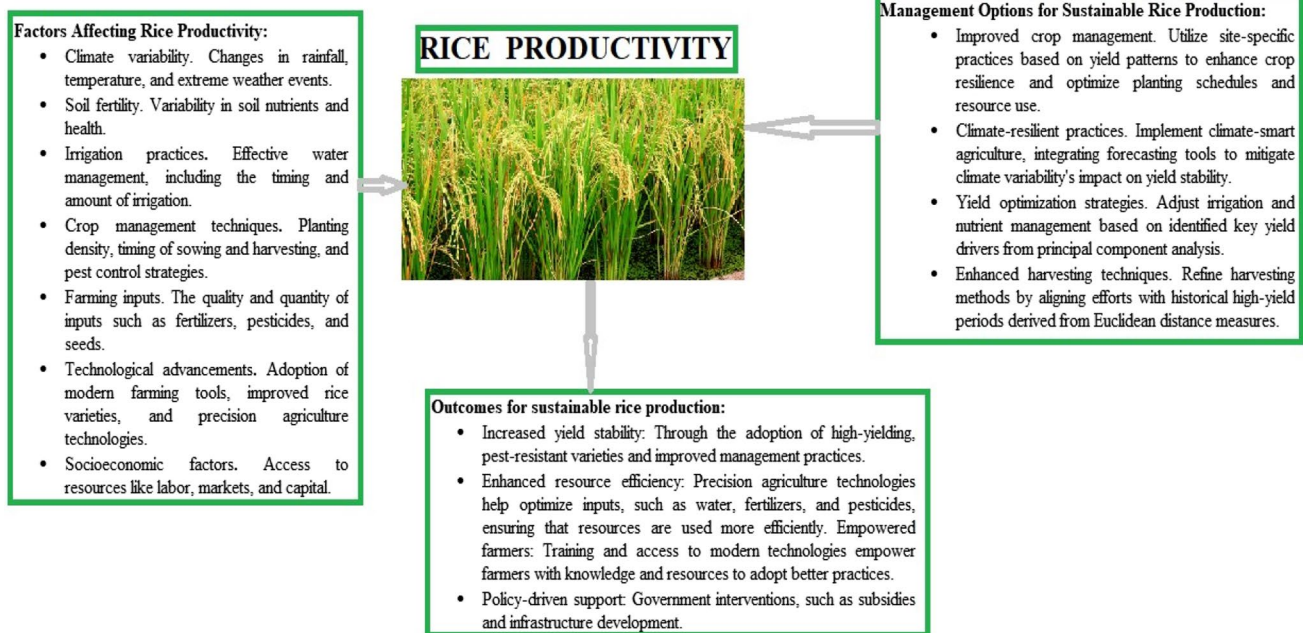 Factors Affecting Rice Productivity:
• Climate variability. Changes in rainfall,
temperature, and extreme weather events.
• Soil fertility. Variability in soil nutrients and
health.
• Irrigation practices. Effective water
management, including the timing and
amount of irrigation.
• Crop management techniques. Planting
density, timing of sowing and harvesting, and
pest control strategies.
• Farming inputs. The quality and quantity of
inputs such as fertilizers, pesticides, and
seeds.
• Technological advancements. Adoption of
modern farming tools, improved rice
varieties, and precision agriculture
technologies.
• Socioeconomic factors. Access to
resources like labor, markets, and capital.
RICE PRODUCTIVITY
Management Options for Sustainable Rice Production:
• Improved crop management. Utilize site-specific
practices based on yield patterns to enhance crop
resilience and optimize planting schedules and
resource use.
• Climate-resilient practices. Implement climate-smart
agriculture, integrating forecasting tools to mitigate
climate variability's impact on yield stability.
• Yield optimization strategies. Adjust irrigation and
nutrient management based on identified key yield
drivers from principal component analysis.
• Enhanced harvesting techniques. Refine harvesting
methods by aligning efforts with historical high-yield
periods derived from Euclidean distance measures.
Outcomes for sustainable rice production:
• Increased yield stability: Through the adoption of high-yielding,
pest-resistant varieties and improved management practices.
• Enhanced resource efficiency: Precision agriculture technologies
help optimize inputs, such as water, fertilizers, and pesticides,
ensuring that resources are used more efficiently. Empowered
farmers: Training and access to modern technologies empower
farmers with knowledge and resources to adopt better practices.
• Policy-driven support: Government interventions, such as subsidies
and infrastructure development.